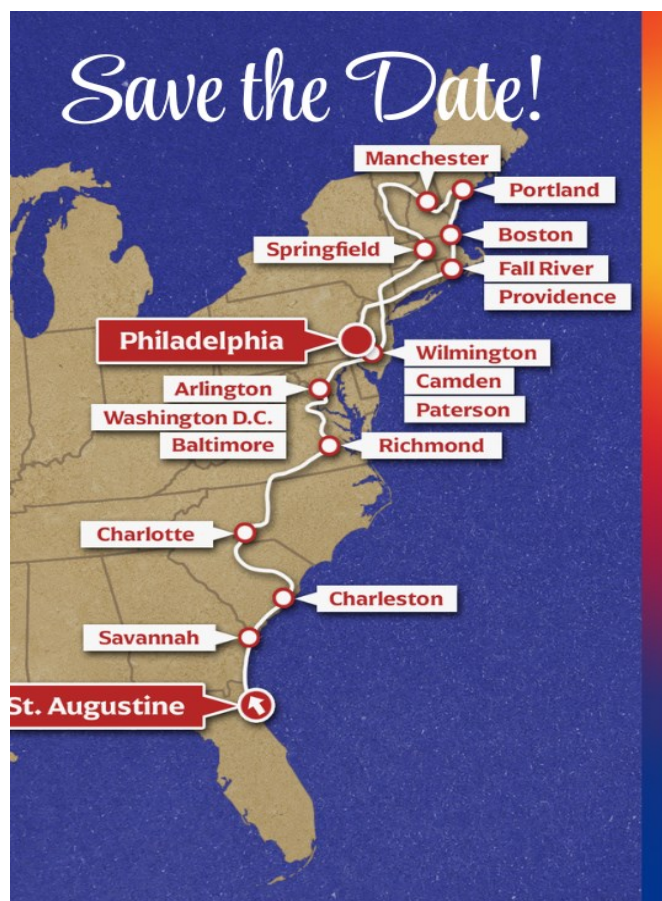 Save the Date!
Manchester
Portland
Boston
Springfield
Fall River
Providence
Philadelphia
Wilmington
Arlington
Camden
Washington D.C.
Paterson
Baltimore
Richmond
Charlotte
Charleston
Savannah
St. Augustine